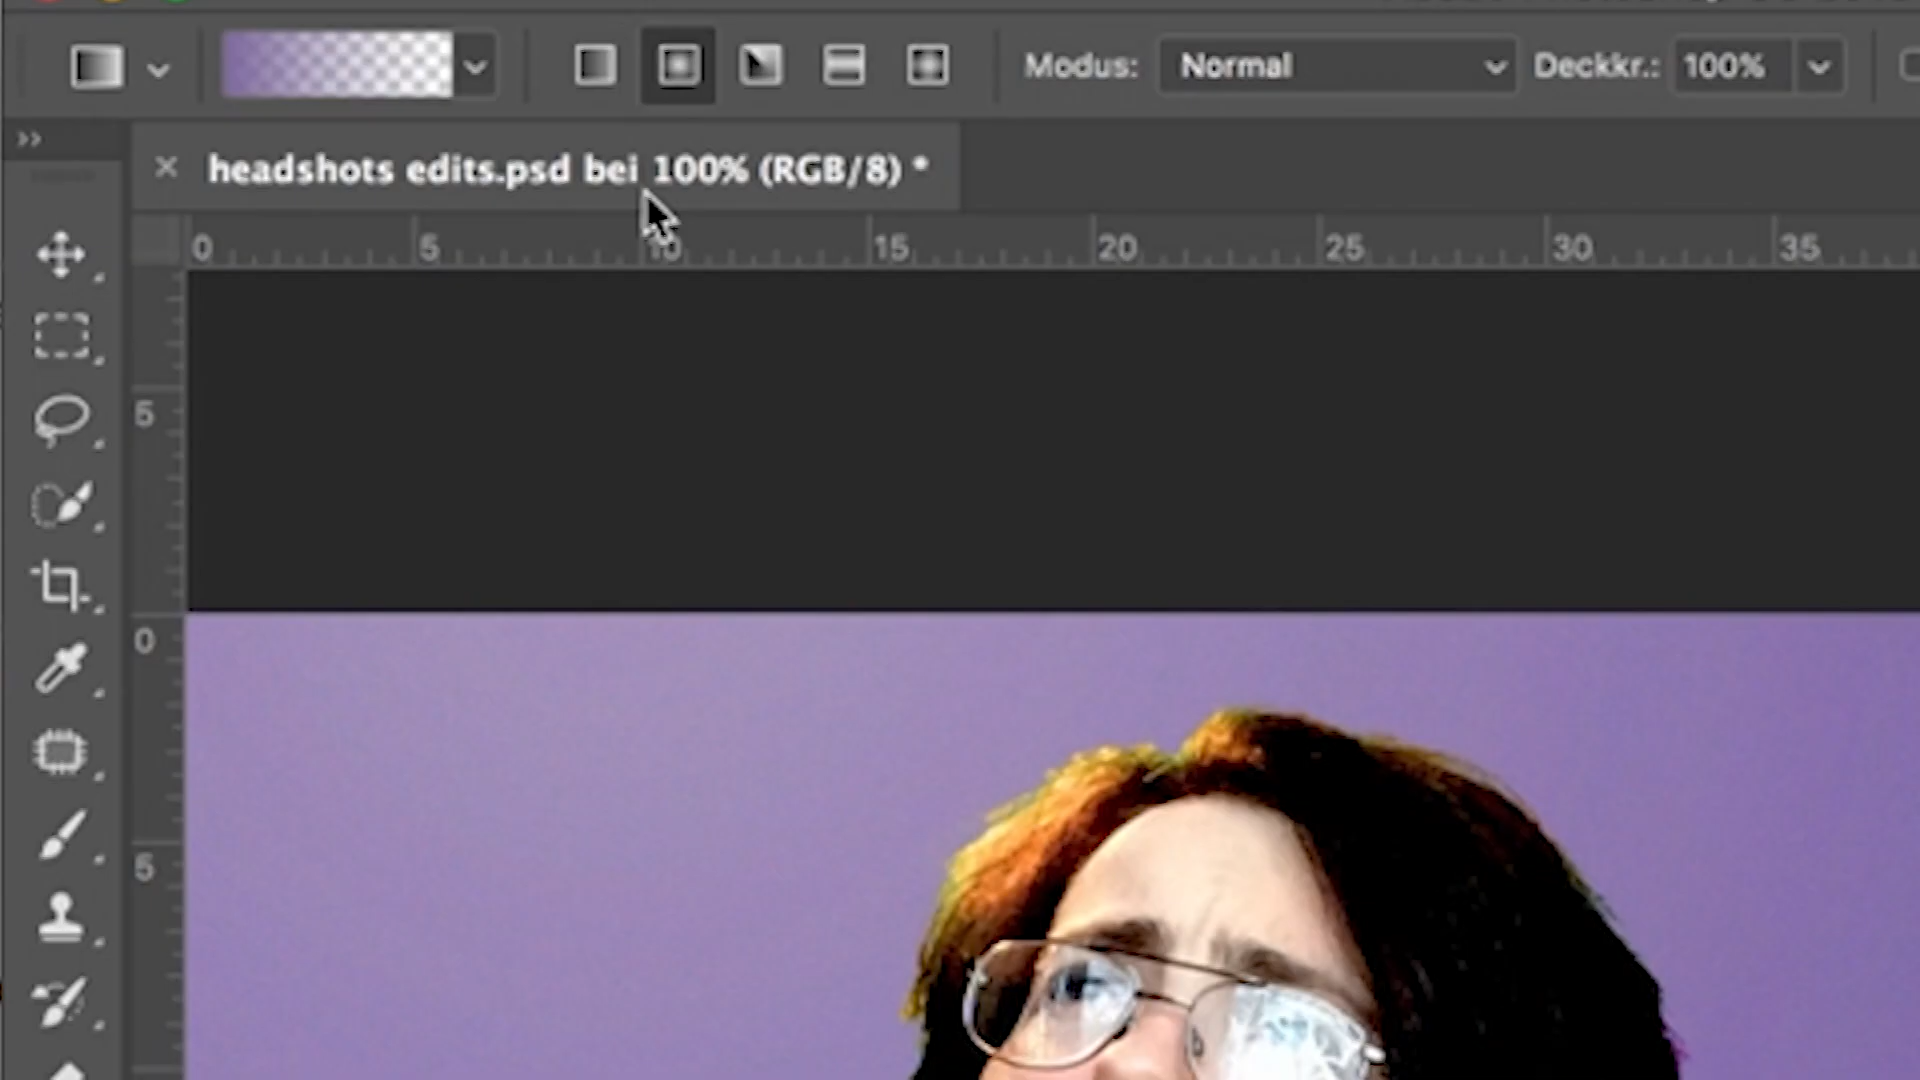 Modus: Normal Deckkr.: 100%
headshots edits.psd bei 100% (RGB/8) *
0 5 10 15 20 25 30 35
5
0
5